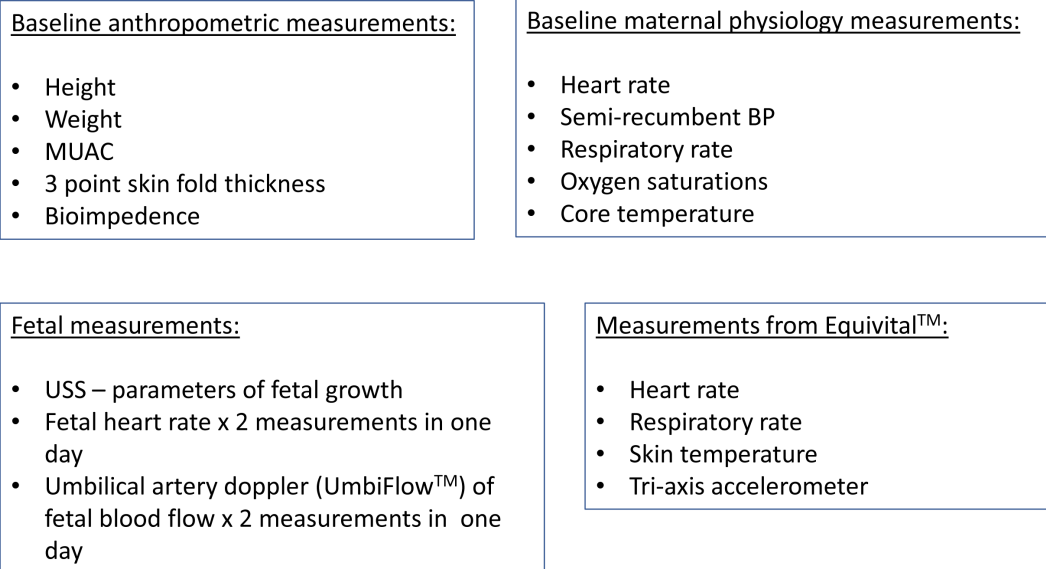 Baseline anthropometric measurements:
• Height
• Weight
• MUAC
• 3 point skin fold thickness
• Bioimpedence
Baseline maternal physiology measurements:
• Heart rate
• Semi-recumbent BP
• Respiratory rate
• Oxygen saturations
• Core temperature
Fetal measurements:
• USS – parameters of fetal growth
• Fetal heart rate x 2 measurements in one
day
• Umbilical artery doppler (UmbiFlow™) of
fetal blood flow x 2 measurements in one
day
Measurements from Equivital™:
• Heart rate
• Respiratory rate
• Skin temperature
• Tri-axis accelerometer